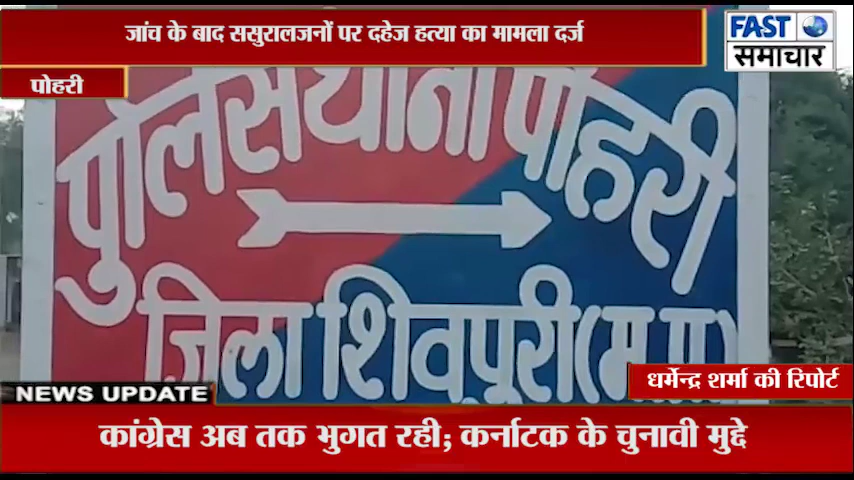 जांच के बाद ससुरालजनों पर दहेज हत्या का मामला दर्ज
FAST
समाचार
पोहरी
पुलिस थाना पोहरी
जिला शिवपुरी (म.प्र.)
धर्मेन्द्र शर्मा की रिपोर्ट
NEWS UPDATE
कांग्रेस अब तक भुगत रही; कर्नाटक के चुनावी मुद्दे